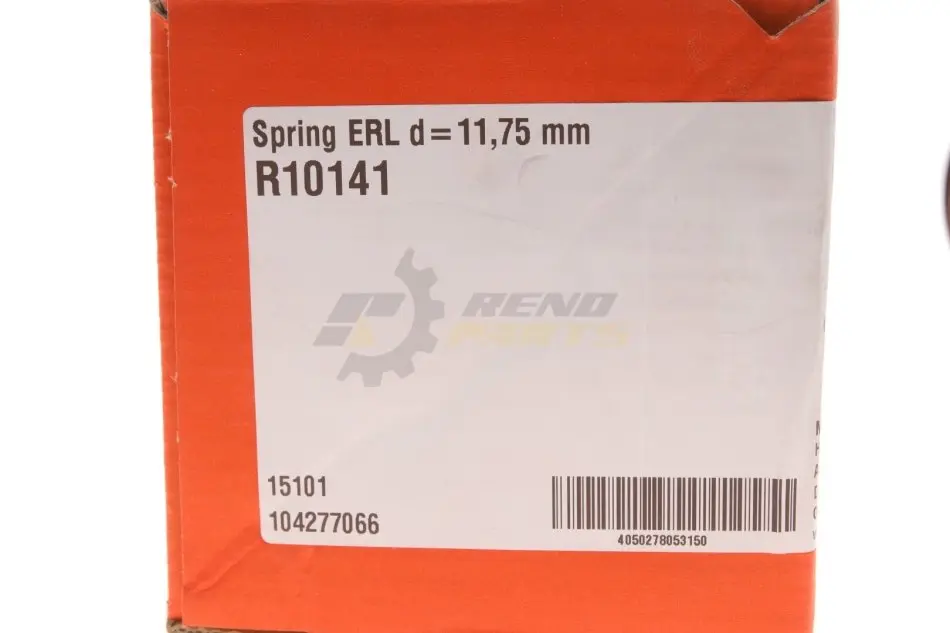 Spring ERL d=11,75 mm
R10141
RENO
PARTS
15101
104277066
4050278053150